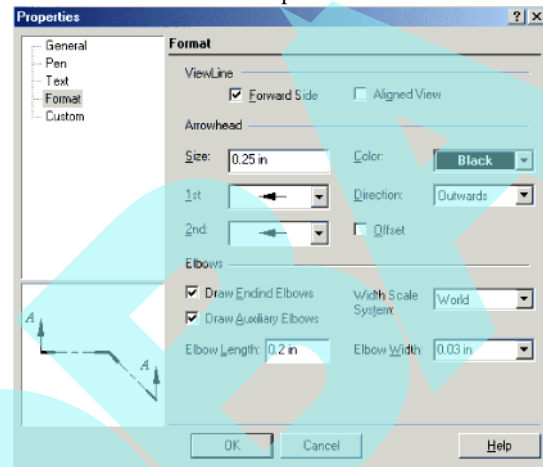 Properties
General
Pen
Text
Format
Custom
Format
ViewLine
Forward Side Aligned View
Arrowhead
Size: 0.25 in Color: Black
1st Direction: Outwards
2nd: Offset
Elbows
Draw Endind Elbows Width Scale System: World
Draw Auxiliary Elbows
Elbow Length: 0.2 in Elbow Width: 0.03 in
A
A
OK Cancel Help